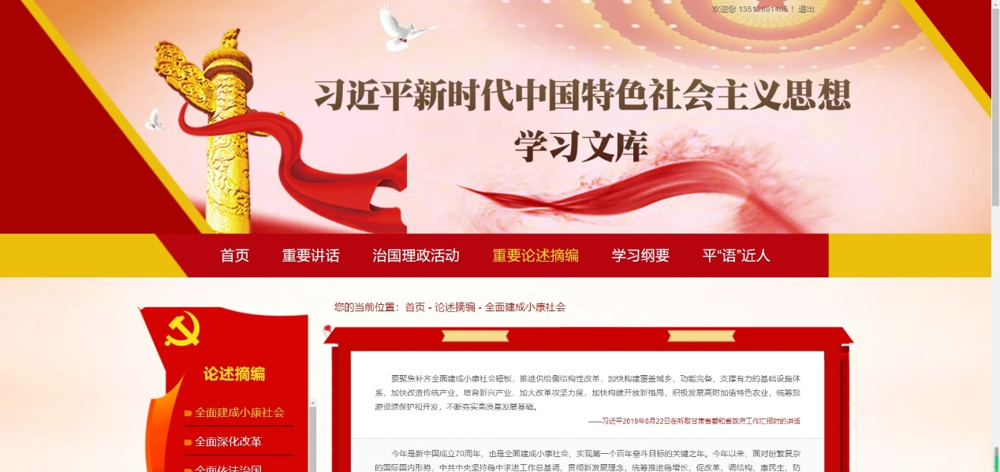 欢迎您 13512891405！ 退出
习近平新时代中国特色社会主义思想
学习文库
首页 重要讲话 治国理政活动 重要论述摘编 学习纲要 平“语”近人
您的当前位置：首页 - 论述摘编 - 全面建成小康社会
论述摘编
全面建成小康社会
全面深化改革
全面依法治国
要聚焦补齐全面建成小康社会短板，推进供给侧结构性改革，加快构建覆盖城乡、功能完备、支撑有力的基础设施体
系，加快改造传统产业，培育新兴产业，加大改革攻坚力度，加快构建开放新格局，积极发展高附加值特色农业，统筹旅
游资源保护和开发，不断夯实高质量发展基础。
——习近平2019年8月22日在听取甘肃省委和省政府工作汇报时的讲话
今年是新中国成立70周年，也是全面建成小康社会、实现第一个百年奋斗目标的关键之年。今年以来，面对纷繁复杂
的国际国内形势，中共中央坚持稳中求进工作总基调，贯彻新发展理念，统筹推进稳增长、促改革、调结构、惠民生、防